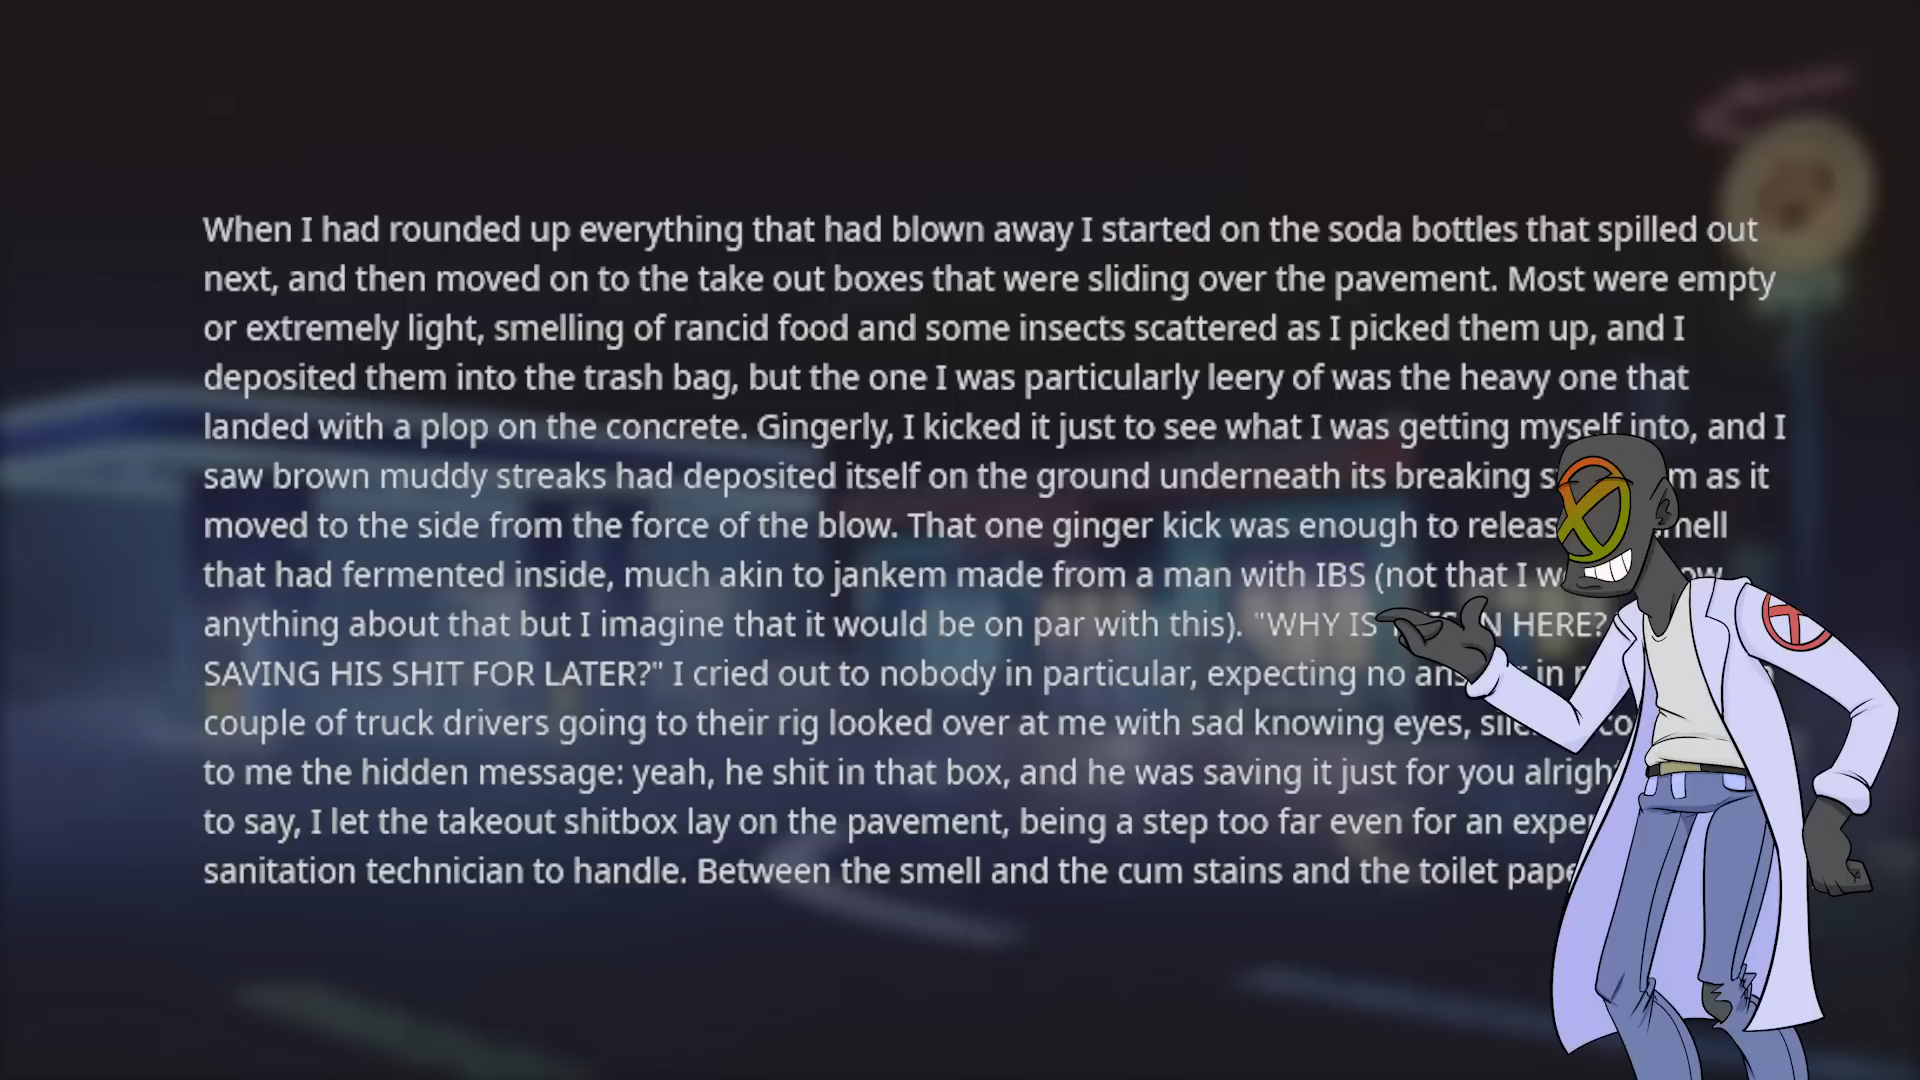 When I had rounded up everything that had blown away I started on the soda bottles that spilled out
next, and then moved on to the take out boxes that were sliding over the pavement. Most were empty
or extremely light, smelling of rancid food and some insects scattered as I picked them up, and I
deposited them into the trash bag, but the one I was particularly leery of was the heavy one that
landed with a plop on the concrete. Gingerly, I kicked it just to see what I was getting myself into, and I
saw brown muddy streaks had deposited itself on the ground underneath its breaking as it
moved to the side from the force of the blow. That one ginger kick was enough to
that had fermented inside, much akin to jankem made from a man with IBS (not that I
anything about that but I imagine that it would be on par with this). "WHY IS HERE?
SAVING HIS SHIT FOR LATER?" I cried out to nobody in particular, expecting no in
couple of truck drivers going to their rig looked over at me with sad knowing eyes,
to me the hidden message: yeah, he shit in that box, and he was saving it just for you
to say, I let the takeout shitbox lay on the pavement, being a step too far even for an
sanitation technician to handle. Between the smell and the cum stains and the toilet